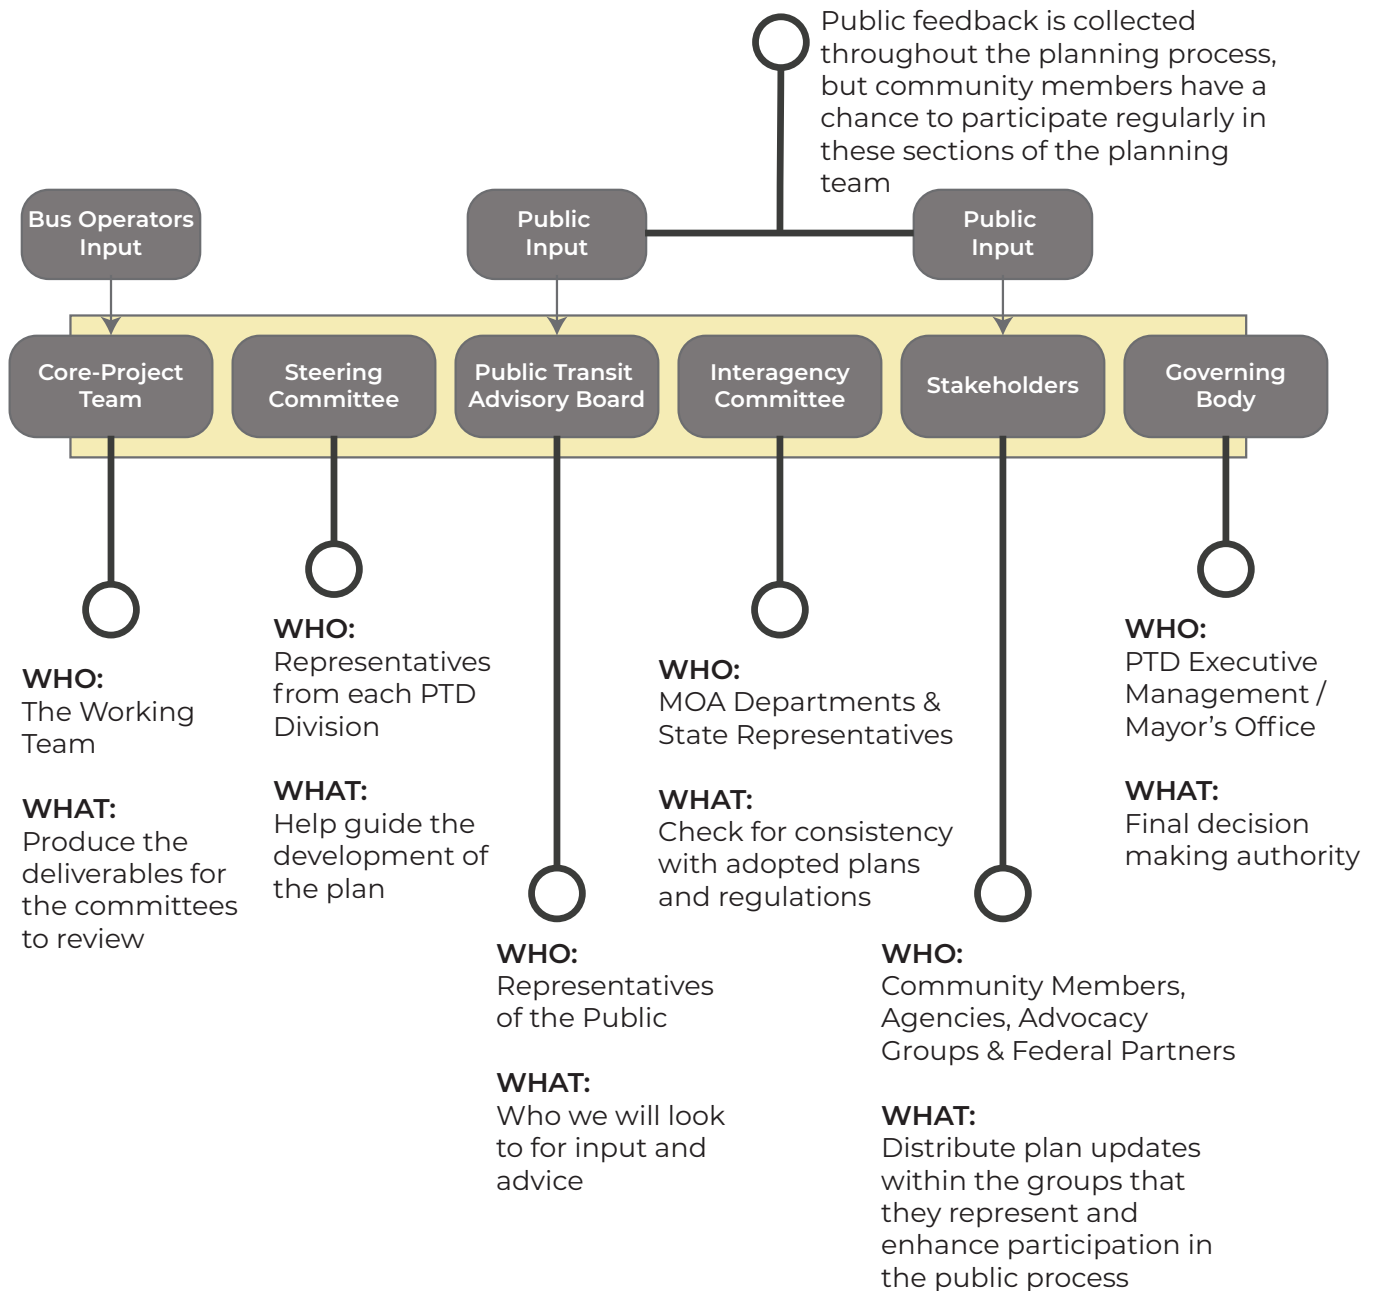 Public feedback is collected
throughout the planning process,
but community members have a
chance to participate regularly in
these sections of the planning
team
Bus Operators
Input
Public
Input
Public
Input
Core-Project
Team
Steering
Committee
Public Transit
Advisory Board
Interagency
Committee
Stakeholders
Governing
Body
WHO:
The Working
Team
WHAT:
Produce the
deliverables for
the committees
to review
WHO:
Representatives
from each PTD
Division
WHAT:
Help guide the
development of
the plan
WHO:
Representatives
of the Public
WHAT:
Who we will look
to for input and
advice
WHO:
MOA Departments &
State Representatives
WHAT:
Check for consistency
with adopted plans
and regulations
WHO:
Community Members,
Agencies, Advocacy
Groups & Federal Partners
WHAT:
Distribute plan updates
within the groups that
they represent and
enhance participation in
the public process
WHO:
PTD Executive
Management /
Mayor's Office
WHAT:
Final decision
making authority